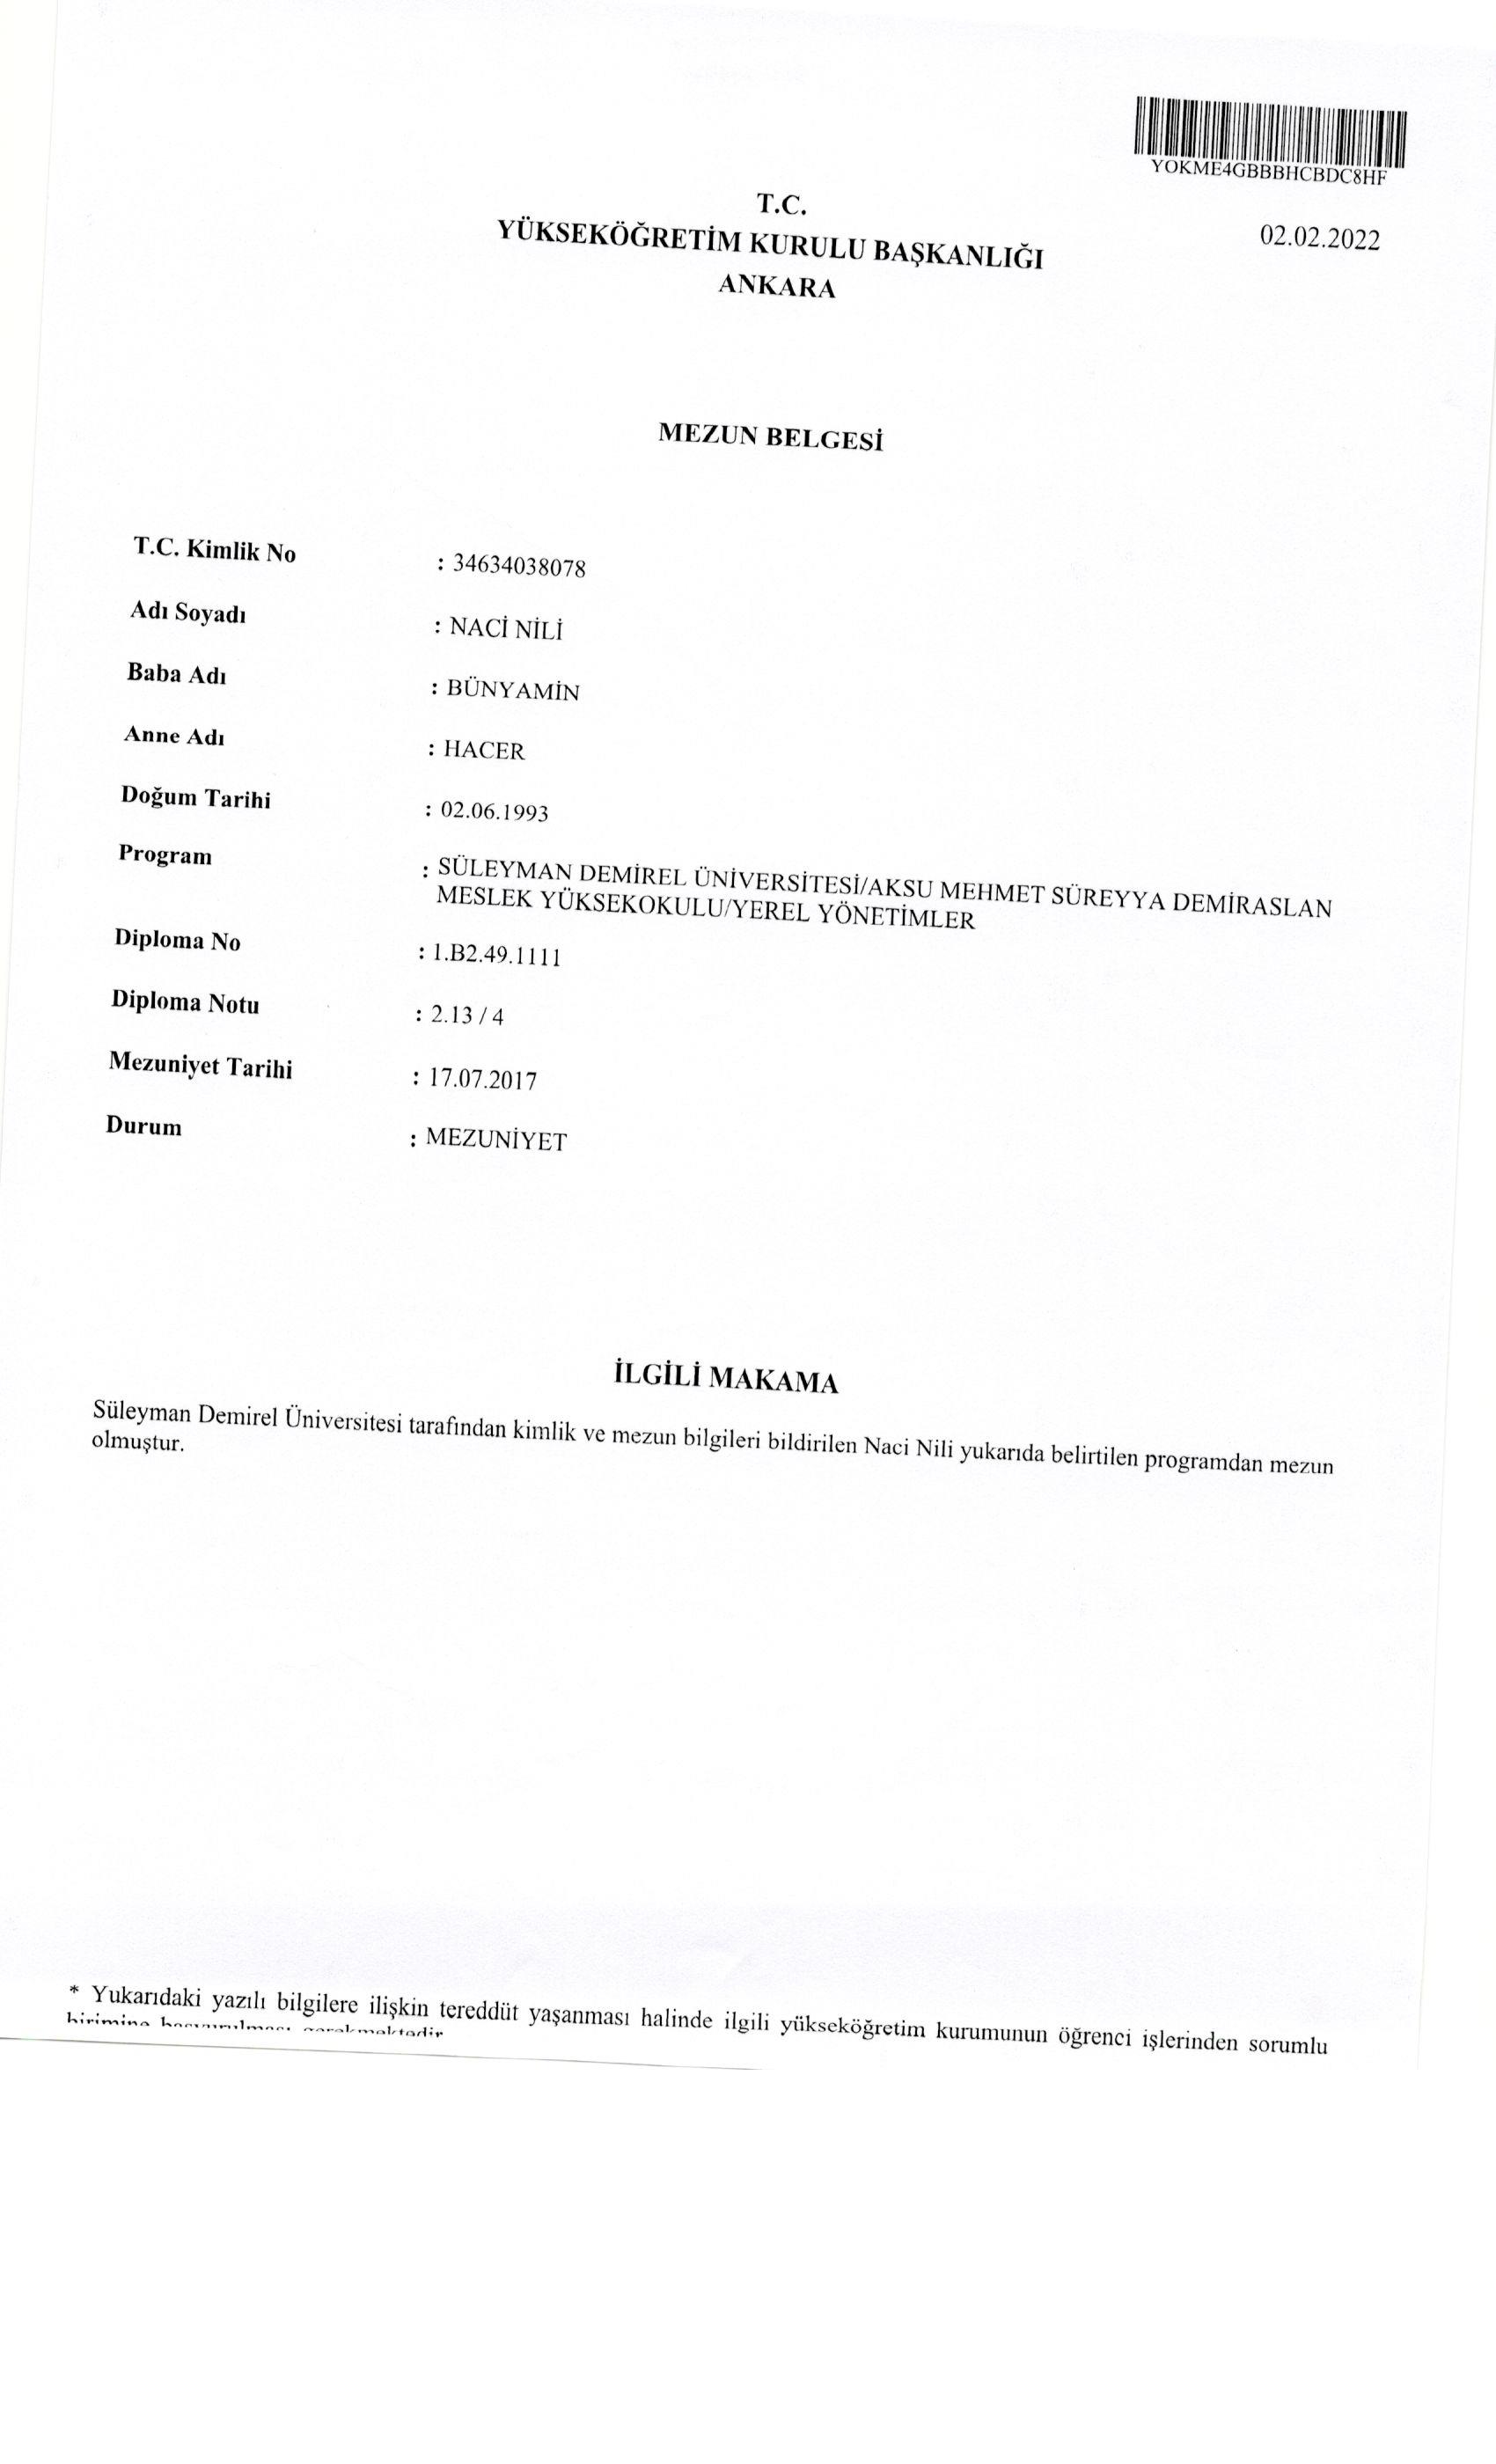 YOKME4GBBBHCBDC8HF
02.02.2022
T.C.
YÜKSEKÖĞRETİM KURULU BAŞKANLIĞI
ANKARA
MEZUN BELGESİ
T.C. Kimlik No : 34634038078
Adı Soyadı : NACİ NİLİ
Baba Adı : BÜNYAMİN
Anne Adı : HACER
Doğum Tarihi : 02.06.1993
Program : SÜLEYMAN DEMİREL ÜNİVERSİTESİ/AKSU MEHMET SÜREYYA DEMİRASLAN
MESLEK YÜKSEKOKULU/YEREL YÖNETİMLER
Diploma No : 1.B2.49.1111
Diploma Notu : 2.13 / 4
Mezuniyet Tarihi : 17.07.2017
Durum : MEZUNİYET
İLGİLİ MAKAMA
Süleyman Demirel Üniversitesi tarafından kimlik ve mezun bilgileri bildirilen Naci Nili yukarıda belirtilen programdan mezun
olmuştur.
* Yukarıdaki yazılı bilgilere ilişkin tereddüt yaşanması halinde ilgili yükseköğretim kurumunun öğrenci işlerinden sorumlu
birimine başvurulması gerekmektedir.